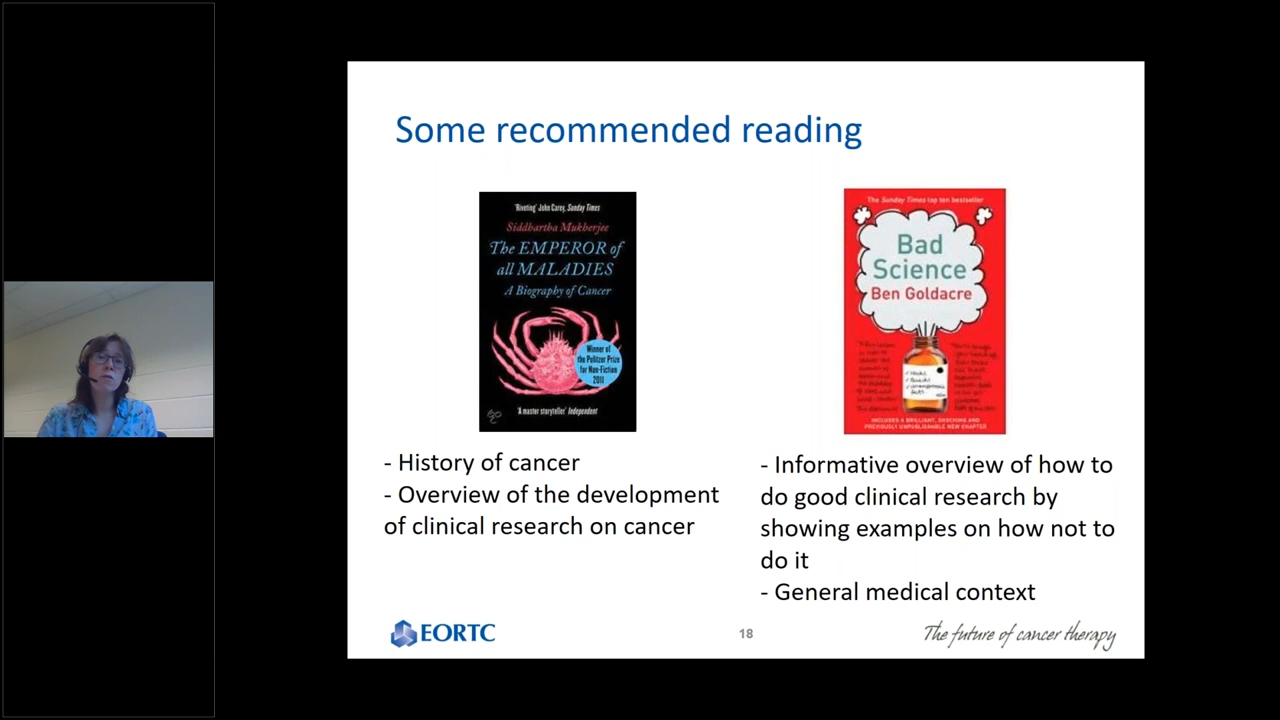 Some recommended reading
'Riveting' John Carey, Sunday Times
Siddhartha Mukherjee
The EMPEROR of
all MALADIES
A Biography of Cancer
Winner of
the Pulitzer Prize
for Non-Fiction
2011
'A master storyteller' Independent
The Sunday Times top ten bestseller
Bad
Science
Ben Goldacre
INCLUDES A BRILLIANT, SHOCKING AND
PREVIOUSLY UNPUBLISHABLE NEW CHAPTER
- History of cancer
- Overview of the development
of clinical research on cancer
- Informative overview of how to
do good clinical research by
showing examples on how not to
do it
- General medical context
EORTC
18
The future of cancer therapy